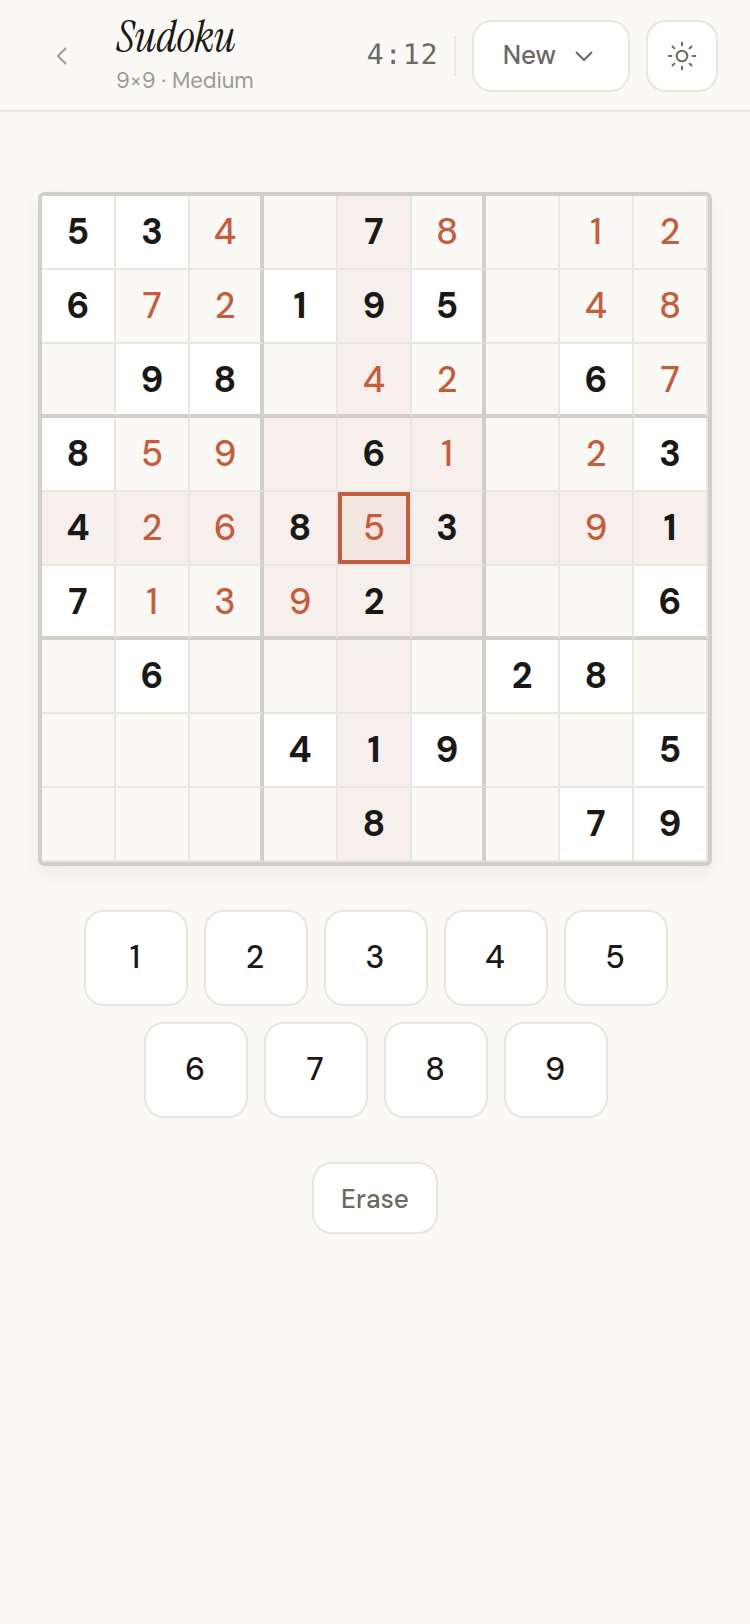 Sudoku
9×9 · Medium
4:12
New
5 3 4 7 8 1 2
6 7 2 1 9 5 4 8
9 8 4 2 6 7
8 5 9 6 1 2 3
4 2 6 8 5 3 9 1
7 1 3 9 2 6
6 2 8
4 1 9 5
8 7 9
1 2 3 4 5
6 7 8 9
Erase